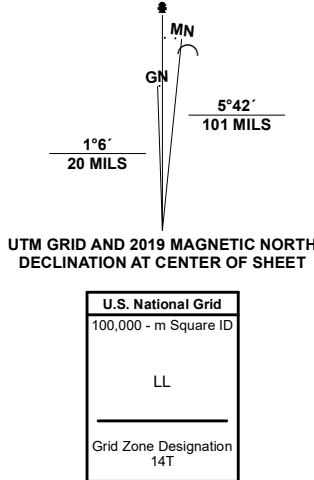 MN
GN
5°42´
101 MILS
1°6´
20 MILS
UTM GRID AND 2019 MAGNETIC NORTH
DECLINATION AT CENTER OF SHEET
U.S. National Grid
100,000 - m Square ID
LL
Grid Zone Designation
14T